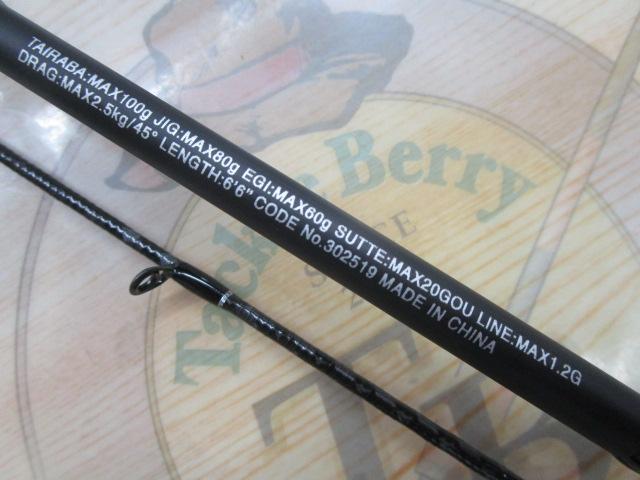 TAIRABA:MAX100g JIG:MAX80g EGI:MAX60g SUTTE:MAX20GOU LINE:MAX1.2G
DRAG:MAX2.5kg/45° LENGTH:6'6" CODE No.302519 MADE IN CHINA
Tackle Berry
SINCE